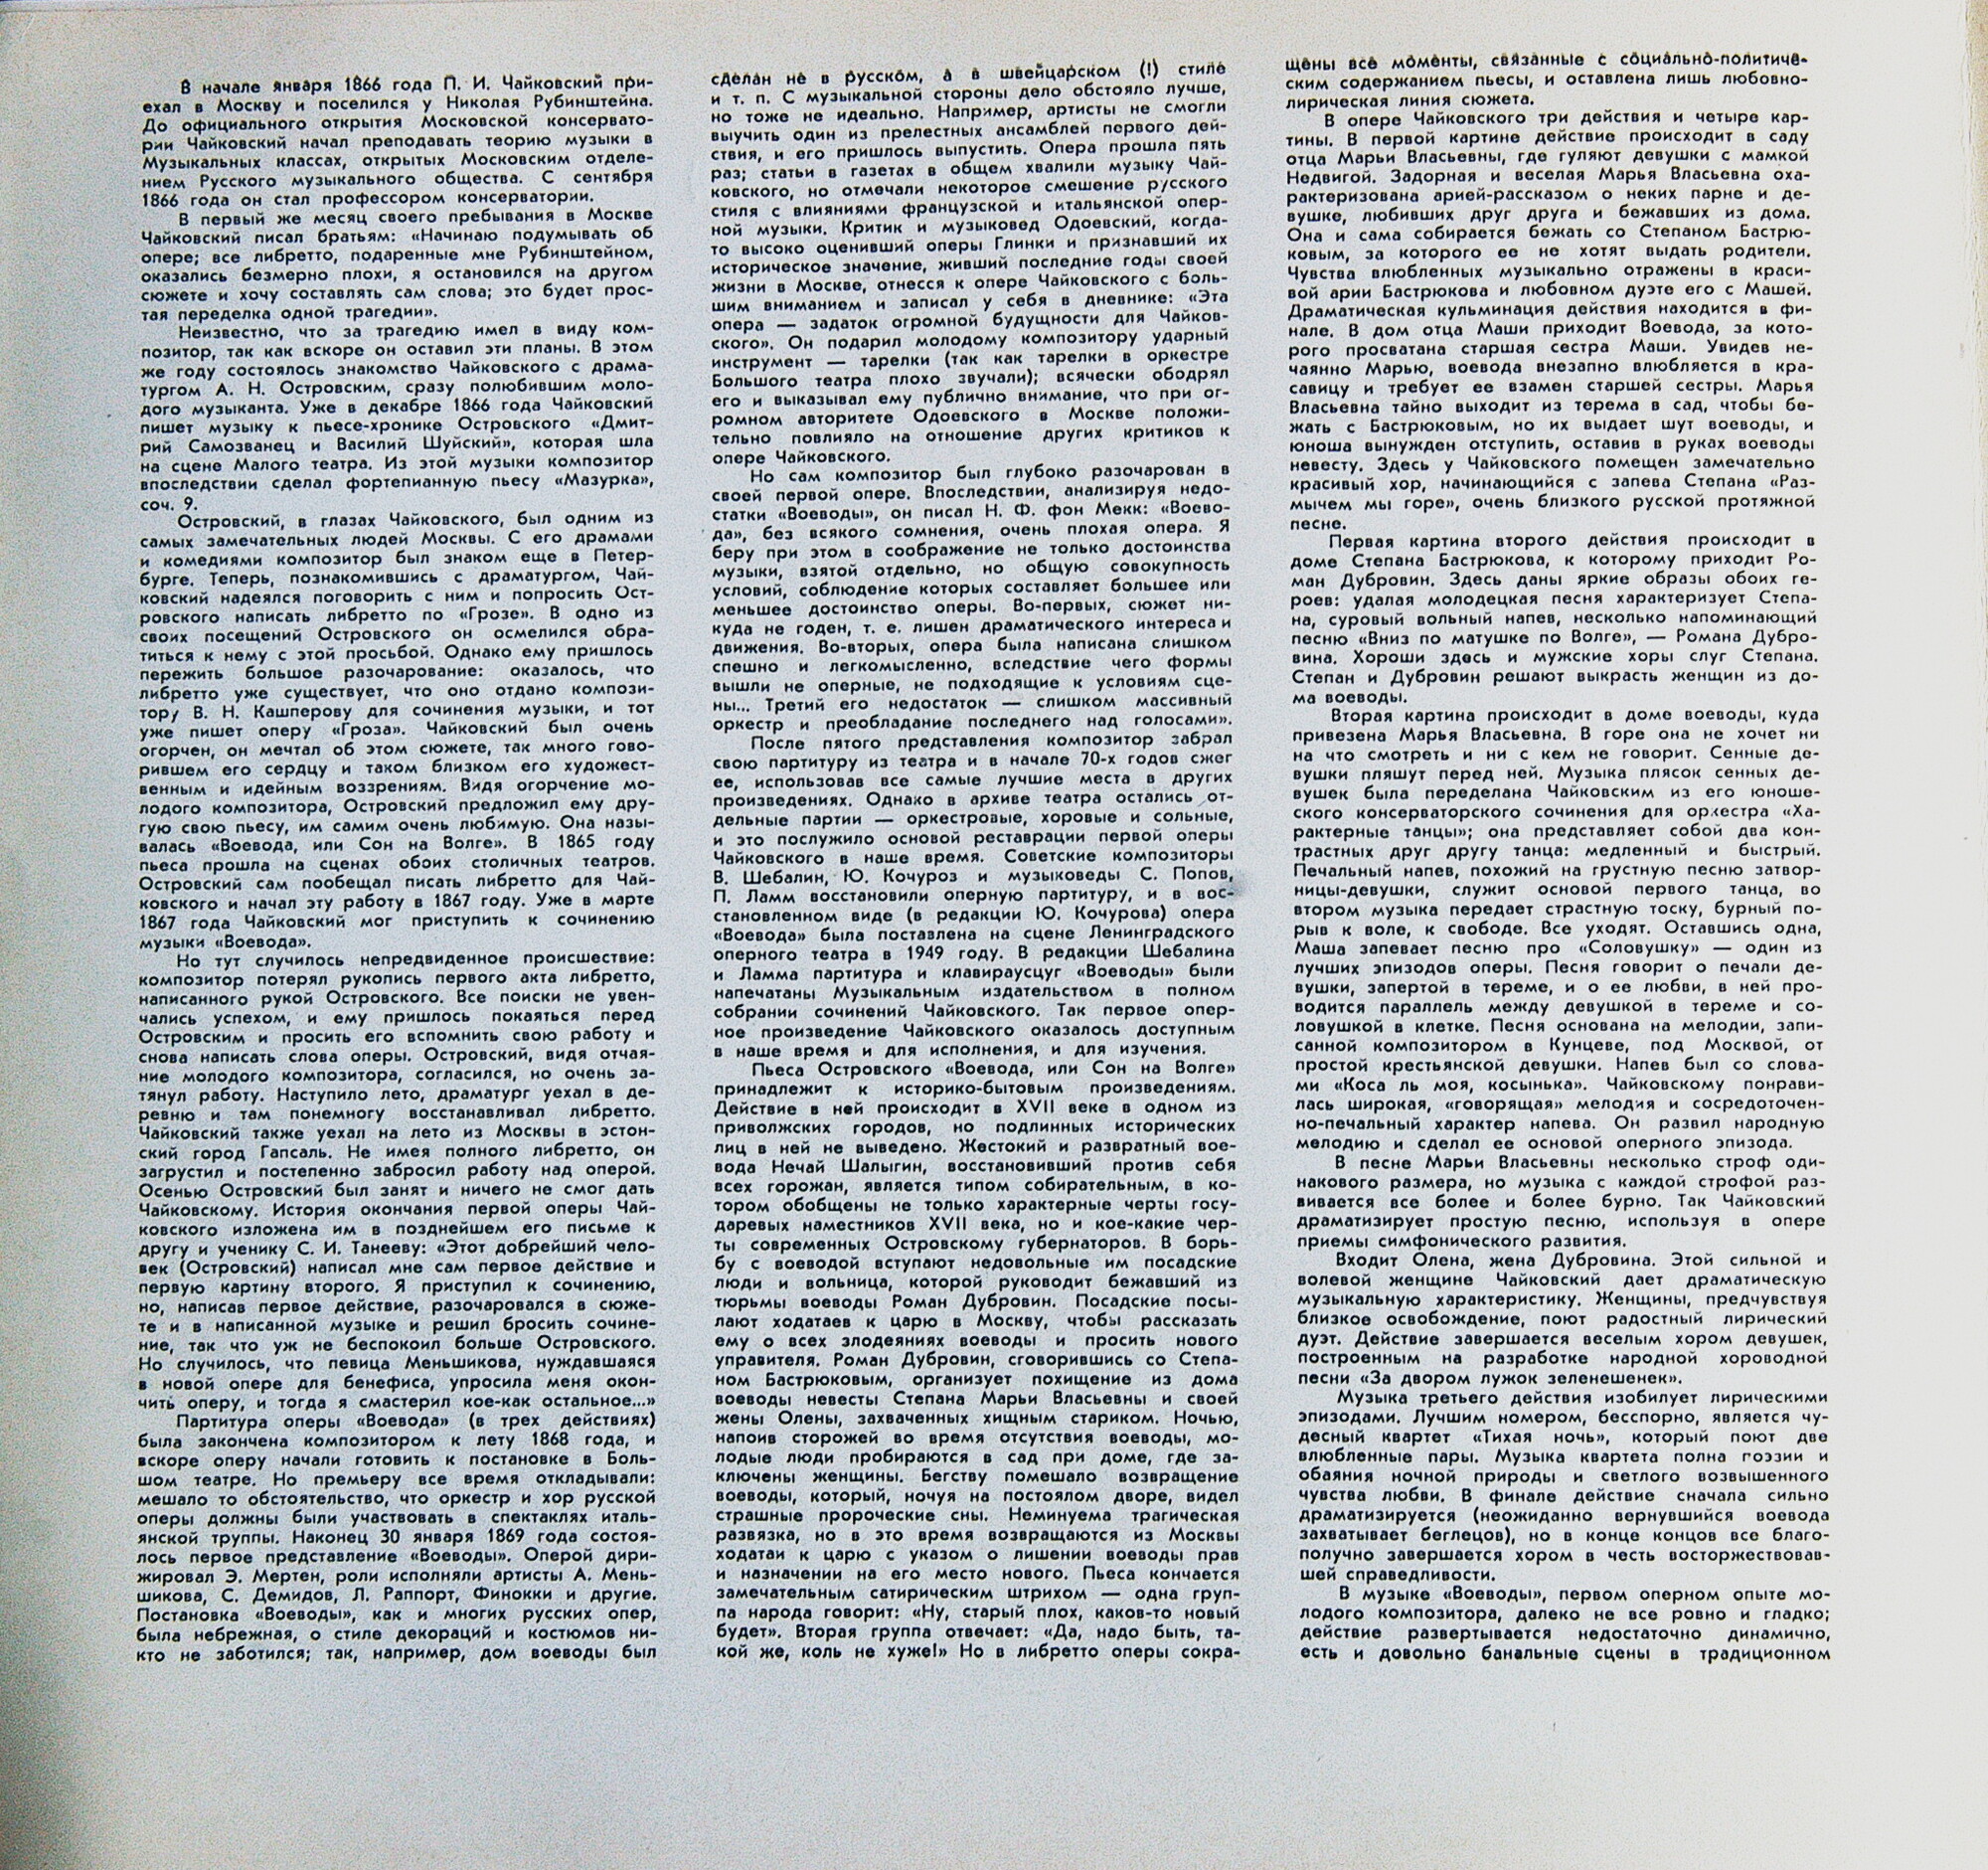 В начале января 1866 года П. И. Чайковский при-
ехал в Москву и поселился у Николая Рубинштейна.
До официального открытия Московской консервато-
рии Чайковский начал преподавать теорию музыки в
Музыкальных классах, открытых Московским отделе-
нием Русского музыкального общества. С сентября
1866 года он стал профессором консерватории.
В первый же месяц своего пребывания в Москве
Чайковский писал братьям: «Начинаю подумывать об
опере; все либретто, подаренные мне Рубинштейном,
оказались безмерно плохи, я остановился на другом
сюжете и хочу составлять сам слова; это будет прос-
тая переделка одной трагедии».
Неизвестно, что за трагедию имел в виду ком-
позитор, так как вскоре он оставил эти планы. В этом
же году состоялось знакомство Чайковского с драма-
тургом А. Н. Островским, сразу полюбившим моло-
дого музыканта. Уже в декабре 1866 года Чайковский
пишет музыку к пьесе-хронике Островского «Дмит-
рий Самозванец и Василий Шуйский», которая шла
на сцене Малого театра. Из этой музыки композитор
впоследствии сделал фортепианную пьесу «Мазурка»,
соч. 9.
Островский, в глазах Чайковского, был одним из
самых замечательных людей Москвы. С его драмами
и комедиями композитор был знаком еще в Петер-
бурге. Теперь, познакомившись с драматургом, Чай-
ковский надеялся поговорить с ним и попросить Ост-
ровского написать либретто по «Грозе». В одно из
своих посещений Островского он осмелился обра-
титься к нему с этой просьбой. Однако ему пришлось
пережить большое разочарование: оказалось, что
либретто уже существует, что оно отдано компози-
тору В. Н. Кашперову для сочинения музыки, и тот
уже пишет оперу «Гроза». Чайковский был очень
огорчен, он мечтал об этом сюжете, так много гово-
рившем его сердцу и таком близком его художест-
венным и идейным воззрениям. Видя огорчение мо-
лодого композитора, Островский предложил ему дру-
гую свою пьесу, им самим очень любимую. Она назы-
валась «Воевода, или Сон на Волге». В 1865 году
пьеса прошла на сценах обоих столичных театров.
Островский сам пообещал писать либретто для Чай-
ковского и начал эту работу в 1867 году. Уже в марте
1867 года Чайковский мог приступить к сочинению
музыки «Воевода».
Но тут случилось непредвиденное происшествие:
композитор потерял рукопись первого акта либретто,
написанного рукой Островского. Все поиски не увен-
чались успехом, и ему пришлось покаяться перед
Островским и просить его вспомнить свою работу и
снова написать слова оперы. Островский, видя отчая-
ние молодого композитора, согласился, но очень за-
тянул работу. Наступило лето, драматург уехал в де-
ревню и там понемногу восстанавливал либретто.
Чайковский также уехал на лето из Москвы в эстон-
ский город Гапсаль. Не имея полного либретто, он
загрустил и постепенно забросил работу над оперой.
Осенью Островский был занят и ничего не смог дать
Чайковскому. История окончания первой оперы Чай-
ковского изложена им в позднейшем его письме к
другу и ученику С. И. Танееву: «Этот добрейший чело-
век (Островский) написал мне сам первое действие и
первую картину второго. Я приступил к сочинению,
но, написав первое действие, разочаровался в сюже-
те и в написанной музыке и решил бросить сочине-
ние, так что уж не беспокоил больше Островского.
Но случилось, что певица Меньшикова, нуждавшаяся
в новой опере для бенефиса, упросила меня окон-
чить оперу, и тогда я смастерил кое-как остальное...»
Партитура оперы «Воевода» (в трех действиях)
была закончена композитором к лету 1868 года, и
вскоре оперу начали готовить к постановке в Боль-
шом театре. Но премьеру все время откладывали:
мешало то обстоятельство, что оркестр и хор русской
оперы должны были участвовать в спектаклях италь-
янской труппы. Наконец 30 января 1869 года состоя-
лось первое представление «Воеводы». Оперой дири-
жировал Э. Мертен, роли исполняли артисты А. Мень-
шикова, С. Демидов, Л. Раппорт, Финокки и другие.
Постановка «Воеводы», как и многих русских опер,
была небрежная, о стиле декораций и костюмов ни-
кто не заботился; так, например, дом воеводы был
сделан не в русском, а в швейцарском (!) стиле
и т. п. С музыкальной стороны дело обстояло лучше,
но тоже не идеально. Например, артисты не смогли
выучить один из прелестных ансамблей первого дей-
ствия, и его пришлось выпустить. Опера прошла пять
раз; статьи в газетах в общем хвалили музыку Чай-
ковского, но отмечали некоторое смешение русского
стиля с влияниями французской и итальянской опер-
ной музыки. Критик и музыковед Одоевский, когда-
то высоко оценивший оперы Глинки и признавший их
историческое значение, живший последние годы своей
жизни в Москве, отнесся к опере Чайковского с боль-
шим вниманием и записал у себя в дневнике: «Эта
опера — задаток огромной будущности для Чайков-
ского». Он подарил молодому композитору ударный
инструмент — тарелки (так как тарелки в оркестре
Большого театра плохо звучали); всячески ободрял
его и выказывал ему публично внимание, что при ог-
ромном авторитете Одоевского в Москве положи-
тельно повлияло на отношение других критиков к
опере Чайковского.
Но сам композитор был глубоко разочарован в
своей первой опере. Впоследствии, анализируя недо-
статки «Воеводы», он писал Н. Ф. фон Мекк: «Воево-
да», без всякого сомнения, очень плохая опера. Я
беру при этом в соображение не только достоинства
музыки, взятой отдельно, но общую совокупность
условий, соблюдение которых составляет большее или
меньшее достоинство оперы. Во-первых, сюжет ни-
куда не годен, т. е. лишен драматического интереса и
движения. Во-вторых, опера была написана слишком
спешно и легкомысленно, вследствие чего формы
вышли не оперные, не подходящие к условиям сце-
ны... Третий его недостаток — слишком массивный
оркестр и преобладание последнего над голосами».
После пятого представления композитор забрал
свою партитуру из театра и в начале 70-х годов сжег
ее, использовав все самые лучшие места в других
произведениях. Однако в архиве театра остались от-
дельные партии — оркестровые, хоровые и сольные,
и это послужило основой реставрации первой оперы
Чайковского в наше время. Советские композиторы
В. Шебалин, Ю. Кочуроз и музыковеды С. Попов,
П. Ламм восстановили оперную партитуру, и в вос-
становленном виде (в редакции Ю. Кочурова) опера
«Воевода» была поставлена на сцене Ленинградского
оперного театра в 1949 году. В редакции Шебалина
и Ламма партитура и клавираусцуг «Воеводы» были
напечатаны Музыкальным издательством в полном
собрании сочинений Чайковского. Так первое опер-
ное произведение Чайковского оказалось доступным
в наше время и для исполнения, и для изучения.
Пьеса Островского «Воевода, или Сон на Волге»
принадлежит к историко-бытовым произведениям.
Действие в ней происходит в XVII веке в одном из
приволжских городов, но подлинных исторических
лиц в ней не выведено. Жестокий и развратный вое-
вода Нечай Шалыгин, восстановивший против себя
всех горожан, является типом собирательным, в ко-
тором обобщены не только характерные черты госу-
даревых наместников XVII века, но и кое-какие чер-
ты современных Островскому губернаторов. В борь-
бу с воеводой вступают недовольные им посадские
люди и вольница, которой руководит бежавший из
тюрьмы воеводы Роман Дубровин. Посадские посы-
лают ходатаев к царю в Москву, чтобы рассказать
ему о всех злодеяниях воеводы и просить нового
управителя. Роман Дубровин, сговорившись со Степа-
ном Бастрюковым, организует похищение из дома
воеводы невесты Степана Марьи Власьевны и своей
жены Олены, захваченных хищным стариком. Ночью,
напоив сторожей во время отсутствия воеводы, мо-
лодые люди пробираются в сад при доме, где за-
ключены женщины. Бегству помешало возвращение
воеводы, который, ночуя на постоялом дворе, видел
страшные пророческие сны. Неминуема трагическая
развязка, но в это время возвращаются из Москвы
ходатаи к царю с указом о лишении воеводы прав
и назначении на его место нового. Пьеса кончается
замечательным сатирическим штрихом — одна груп-
па народа говорит: «Ну, старый плох, каков-то новый
будет». Вторая группа отвечает: «Да, надо быть, та-
кой же, коль не хуже!» Но в либретто оперы сокра-
щены все моменты, связанные с социально-политиче-
ским содержанием пьесы, и оставлена лишь любовно-
лирическая линия сюжета.
В опере Чайковского три действия и четыре кар-
тины. В первой картине действие происходит в саду
отца Марьи Власьевны, где гуляют девушки с мамкой
Недвигой. Задорная и веселая Марья Власьевна оха-
рактеризована арией-рассказом о неких парне и де-
вушке, любивших друг друга и бежавших из дома.
Она и сама собирается бежать со Степаном Бастрю-
ковым, за которого ее не хотят выдать родители.
Чувства влюбленных музыкально отражены в краси-
вой арии Бастрюкова и любовном дуэте его с Машей.
Драматическая кульминация действия находится в фи-
нале. В дом отца Маши приходит Воевода, за кото-
рого просватана старшая сестра Маши. Увидев не-
чаянно Марью, воевода внезапно влюбляется в кра-
савицу и требует ее взамен старшей сестры. Марья
Власьевна тайно выходит из терема в сад, чтобы бе-
жать с Бастрюковым, но их выдает шут воеводы, и
юноша вынужден отступить, оставив в руках воеводы
невесту. Здесь у Чайковского помещен замечательно
красивый хор, начинающийся с запева Степана «Раз-
мычем мы горе», очень близкого русской протяжной
песне.
Первая картина второго действия происходит в
доме Степана Бастрюкова, к которому приходит Ро-
ман Дубровин. Здесь даны яркие образы обоих ге-
роев: удалая молодецкая песня характеризует Степа-
на, суровый вольный напев, несколько напоминающий
песню «Вниз по матушке по Волге», — Романа Дубро-
вина. Хороши здесь и мужские хоры слуг Степана.
Степан и Дубровин решают выкрасть женщин из до-
ма воеводы.
Вторая картина происходит в доме воеводы, куда
привезена Марья Власьевна. В горе она не хочет ни
на что смотреть и ни с кем не говорит. Сенные де-
вушки пляшут перед ней. Музыка плясок сенных де-
вушек была переделана Чайковским из его юноше-
ского консерваторского сочинения для оркестра «Ха-
рактерные танцы»; она представляет собой два кон-
трастных друг другу танца: медленный и быстрый.
Печальный напев, похожий на грустную песню затвор-
ницы-девушки, служит основой первого танца, во
втором музыка передает страстную тоску, бурный по-
рыв к воле, к свободе. Все уходят. Оставшись одна,
Маша запевает песню про «Соловушку» — один из
лучших эпизодов оперы. Песня говорит о печали де-
вушки, запертой в тереме, и о ее любви, в ней про-
водится параллель между девушкой в тереме и со-
ловушкой в клетке. Песня основана на мелодии, запи-
санной композитором в Кунцеве, под Москвой, от
простой крестьянской девушки. Напев был со слова-
ми «Коса ль моя, косынька». Чайковскому понрави-
лась широкая, «говорящая» мелодия и сосредоточен-
но-печальный характер напева. Он развил народную
мелодию и сделал ее основой оперного эпизода.
В песне Марьи Власьевны несколько строф оди-
накового размера, но музыка с каждой строфой раз-
вивается все более и более бурно. Так Чайковский
драматизирует простую песню, используя в опере
приемы симфонического развития.
Входит Олена, жена Дубровина. Этой сильной и
волевой женщине Чайковский дает драматическую
музыкальную характеристику. Женщины, предчувствуя
близкое освобождение, поют радостный лирический
дуэт. Действие завершается веселым хором девушек,
построенным на разработке народной хороводной
песни «За двором лужок зеленешенек».
Музыка третьего действия изобилует лирическими
эпизодами. Лучшим номером, бесспорно, является чу-
десный квартет «Тихая ночь», который поют две
влюбленные пары. Музыка квартета полна гоэзии и
обаяния ночной природы и светлого возвышенного
чувства любви. В финале действие сначала сильно
драматизируется (неожиданно вернувшийся воевода
захватывает беглецов), но в конце концов все благо-
получно завершается хором в честь восторжествовав-
шей справедливости.
В музыке «Воеводы», первом оперном опыте мо-
лодого композитора, далеко не все ровно и гладко;
действие развертывается недостаточно динамично,
есть и довольно банальные сцены в традиционном